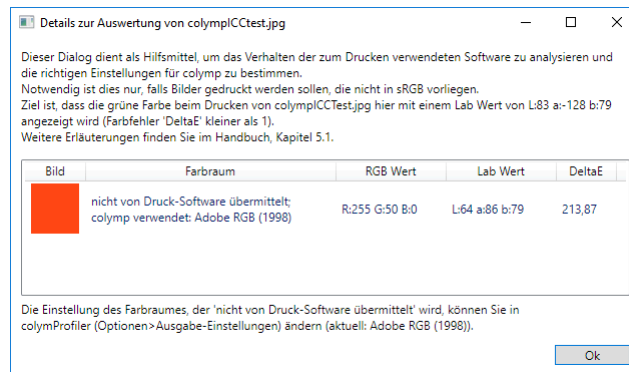 Details zur Auswertung von colympICCtest.jpg
Dieser Dialog dient als Hilfsmittel, um das Verhalten der zum Drucken verwendeten Software zu analysieren und
die richtigen Einstellungen für colymp zu bestimmen.
Notwendig ist dies nur, falls Bilder gedruckt werden sollen, die nicht in sRGB vorliegen.
Ziel ist, dass die grüne Farbe beim Drucken von colympICCTest.jpg hier mit einem Lab Wert von L:83 a:-128 b:79
angezeigt wird (Farbfehler 'DeltaE' kleiner als 1).
Weitere Erläuterungen finden Sie im Handbuch, Kapitel 5.1.
Bild Farbraum RGB Wert Lab Wert DeltaE
nicht von Druck-Software übermittelt;
colymp verwendet: Adobe RGB (1998)
R:255 G:50 B:0 L:64 a:86 b:79 213,87
Die Einstellung des Farbraumes, der 'nicht von Druck-Software übermittelt' wird, können Sie in
colymProfiler (Optionen>Ausgabe-Einstellungen) ändern (aktuell: Adobe RGB (1998)).
Ok